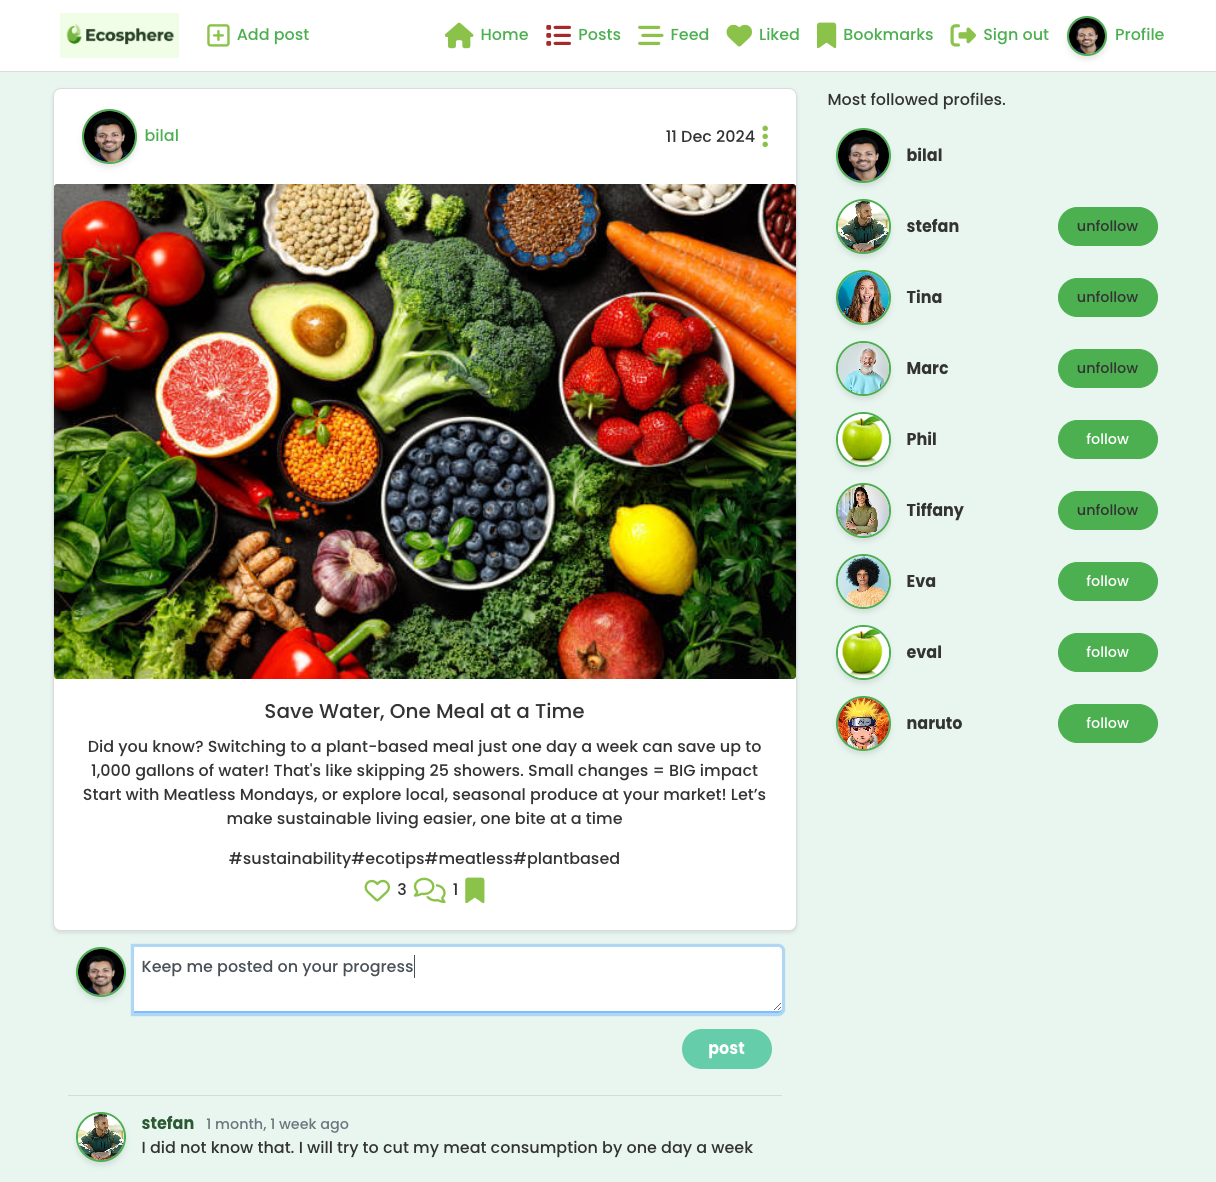 Ecosphere
Add post
Home
Posts
Feed
Liked
Bookmarks
Sign out
Profile
bilal
11 Dec 2024
Save Water, One Meal at a Time
Did you know? Switching to a plant-based meal just one day a week can save up to
1,000 gallons of water! That's like skipping 25 showers. Small changes = BIG impact
Start with Meatless Mondays, or explore local, seasonal produce at your market! Let’s
make sustainable living easier, one bite at a time
#sustainability#ecotips#meatless#plantbased
3
1
Keep me posted on your progress
post
stefan 1 month, 1 week ago
I did not know that. I will try to cut my meat consumption by one day a week
Most followed profiles.
bilal
stefan unfollow
Tina unfollow
Marc unfollow
Phil follow
Tiffany unfollow
Eva follow
eval follow
naruto follow